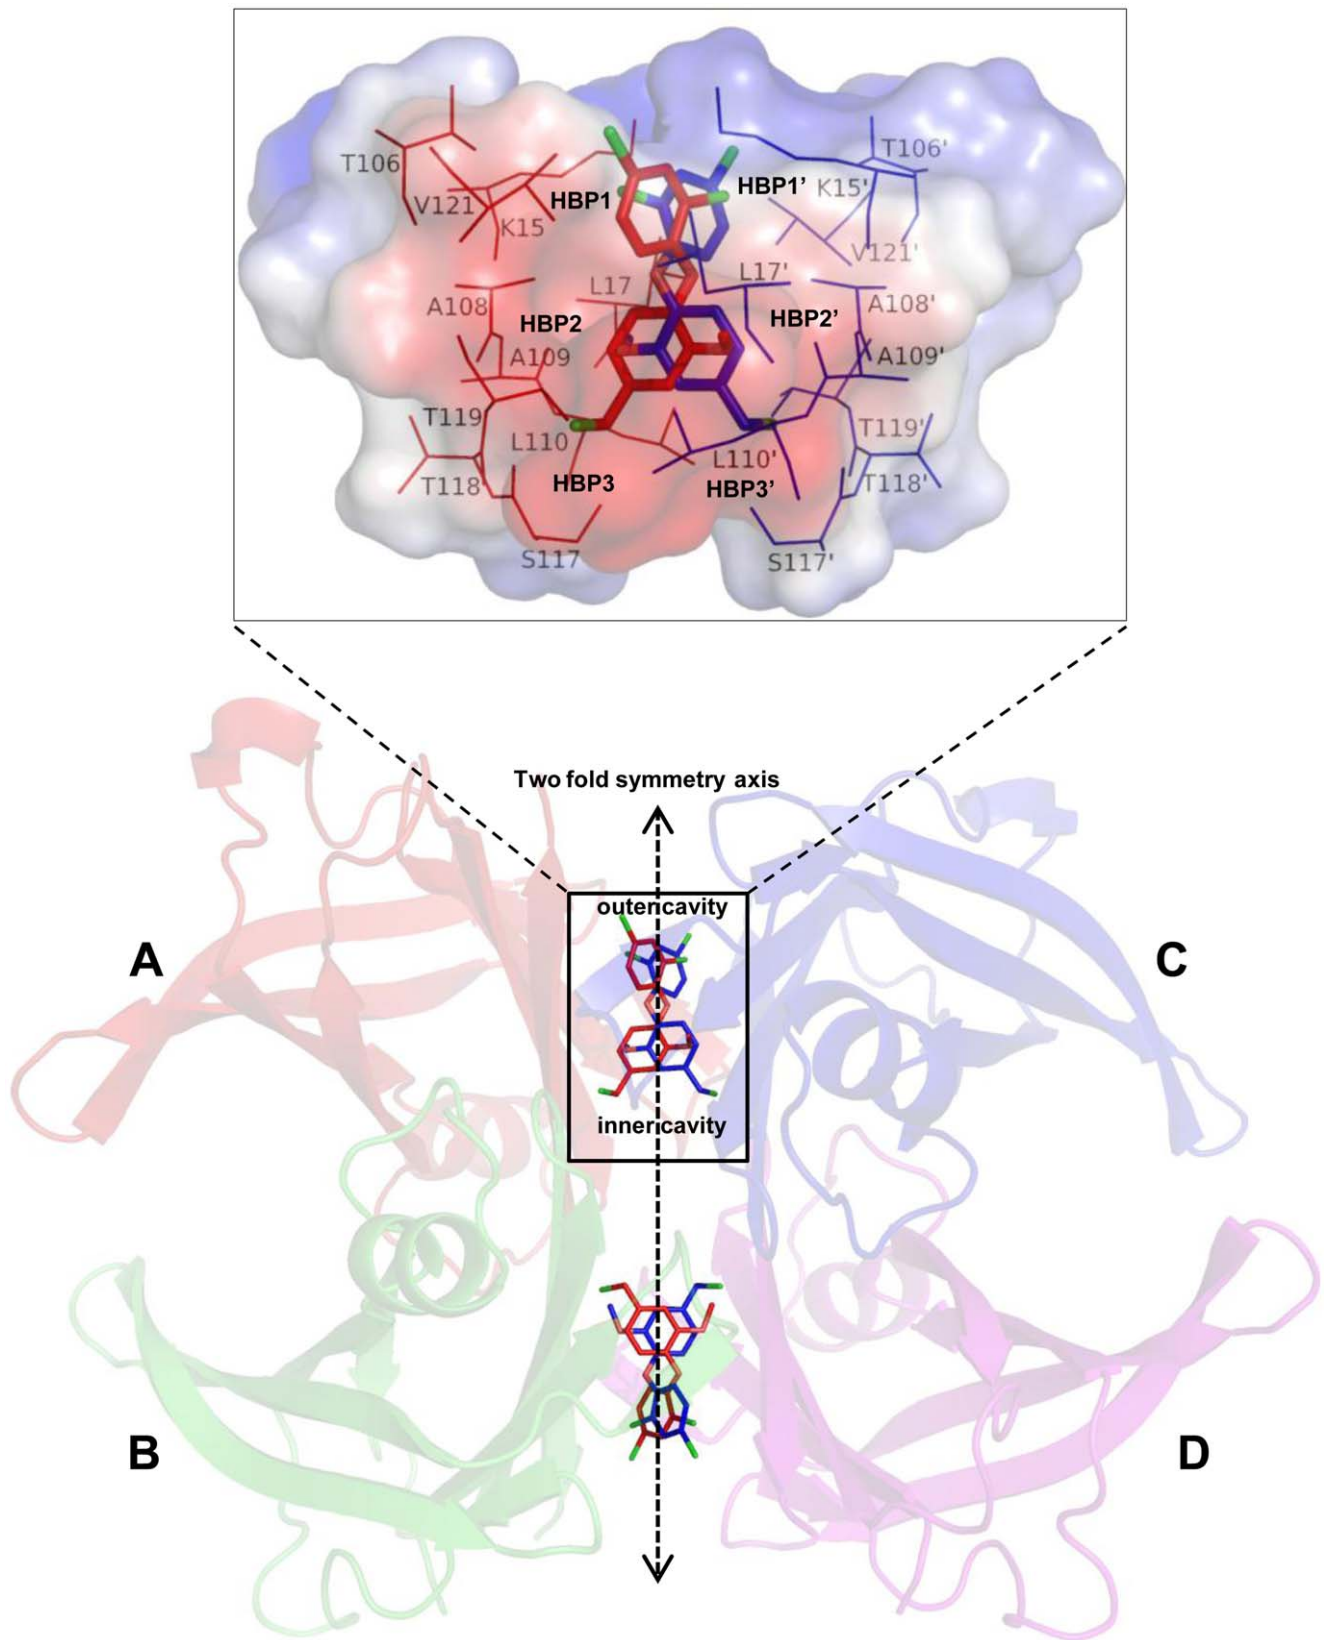 T106
T106'
HBP1
HBP1’
K15'
V121
K15
V121'
L17
L17'
A108
A108'
HBP2
HBP2’
A109
A109'
T119
T119'
L110
L110'
T118
T118'
HBP3
HBP3’
S117
S117'
Two fold symmetry axis
outer cavity
A
C
inner cavity
B
D